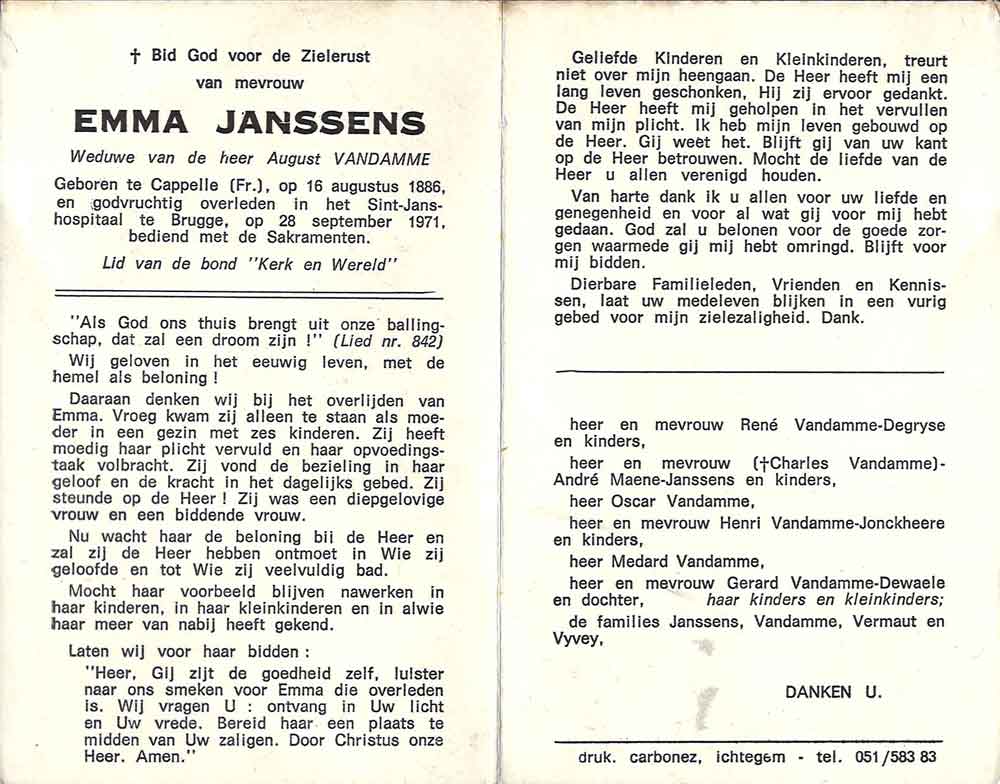 † Bid God voor de Zielerust
van mevrouw
EMMA JANSSENS
Weduwe van de heer August VANDAMME
Geboren te Cappelle (Fr.), op 16 augustus 1886,
en godvruchtig overleden in het Sint-Jans-
hospitaal te Brugge, op 28 september 1971,
bediend met de Sakramenten.
Lid van de bond "Kerk en Wereld"
"Als God ons thuis brengt uit onze balling-
schap, dat zal een droom zijn !" (Lied nr. 842)
Wij geloven in het eeuwig leven, met de
hemel als beloning !
Daaraan denken wij bij het overlijden van
Emma. Vroeg kwam zij alleen te staan als moe-
der in een gezin met zes kinderen. Zij heeft
moedig haar plicht vervuld en haar opvoedings-
taak volbracht. Zij vond de bezieling in haar
geloof en de kracht in het dagelijks gebed. Zij
steunde op de Heer ! Zij was een diepgelovige
vrouw en een biddende vrouw.
Nu wacht haar de beloning bij de Heer en
zal zij de Heer hebben ontmoet in Wie zij
geloofde en tot Wie zij veelvuldig bad.
Mocht haar voorbeeld blijven nawerken in
haar kinderen, in haar kleinkinderen en in alwie
haar meer van nabij heeft gekend.
Laten wij voor haar bidden :
"Heer, Gij zijt de goedheid zelf, luister
naar ons smeken voor Emma die overleden
is. Wij vragen U : ontvang in Uw licht
en Uw vrede. Bereid haar een plaats te
midden van Uw zaligen. Door Christus onze
Heer. Amen."
Geliefde Kinderen en Kleinkinderen, treurt
niet over mijn heengaan. De Heer heeft mij een
lang leven geschonken, Hij zij ervoor gedankt.
De Heer heeft mij geholpen in het vervullen
van mijn plicht. Ik heb mijn leven gebouwd op
de Heer. Gij weet het. Blijft gij van uw kant
op de Heer betrouwen. Mocht de liefde van de
Heer u allen verenigd houden.
Van harte dank ik u allen voor uw liefde en
genegenheid en voor al wat gij voor mij hebt
gedaan. God zal u belonen voor de goede zor-
gen waarmede gij mij hebt omringd. Blijft voor
mij bidden.
Dierbare Familieleden, Vrienden en Kennis-
sen, laat uw medeleven blijken in een vurig
gebed voor mijn zielezaligheid. Dank.
heer en mevrouw René Vandamme-Degryse
en kinders,
heer en mevrouw (†Charles Vandamme)-
André Maene-Janssens en kinders,
heer Oscar Vandamme,
heer en mevrouw Henri Vandamme-Jonckheere
en kinders,
heer Medard Vandamme,
heer en mevrouw Gerard Vandamme-Dewaele
en dochter, haar kinders en kleinkinders;
de families Janssens, Vandamme, Vermaut en
Vyvey,
DANKEN U.
druk. carbonez, ichtegem - tel. 051/583 83